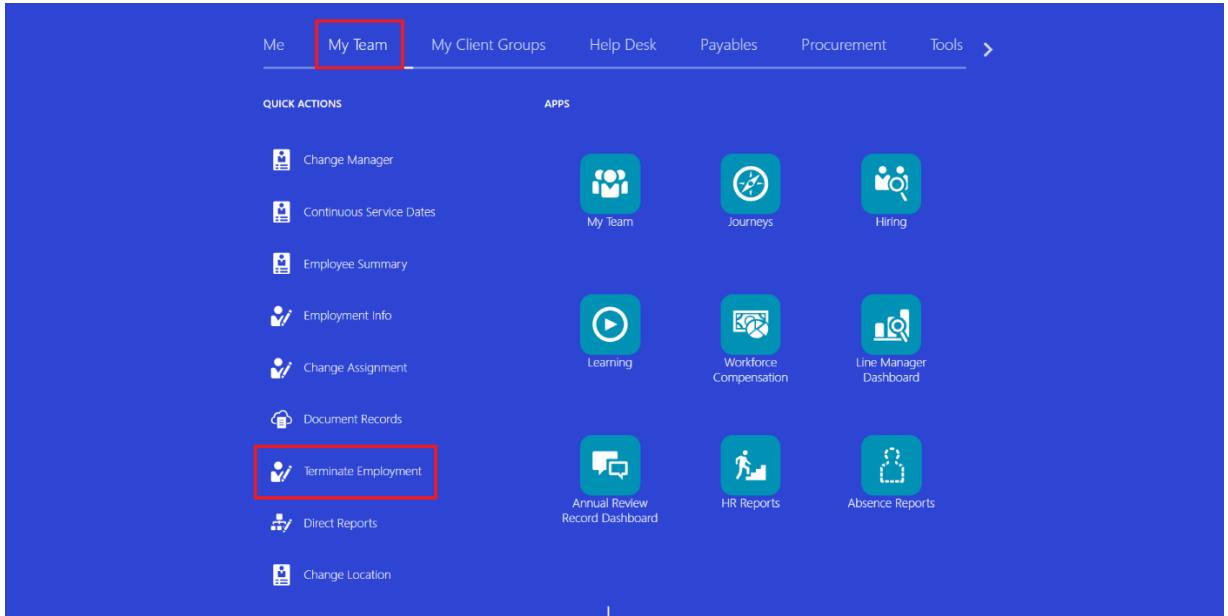 Me
My Team
My Client Groups
Help Desk
Payables
Procurement
Tools
QUICK ACTIONS
APPS
Change Manager
Continuous Service Dates
Employee Summary
Employment Info
Change Assignment
Document Records
Terminate Employment
Direct Reports
Change Location
My Team
Journeys
Hiring
Learning
Workforce
Compensation
Line Manager
Dashboard
Annual Review
Record Dashboard
HR Reports
Absence Reports